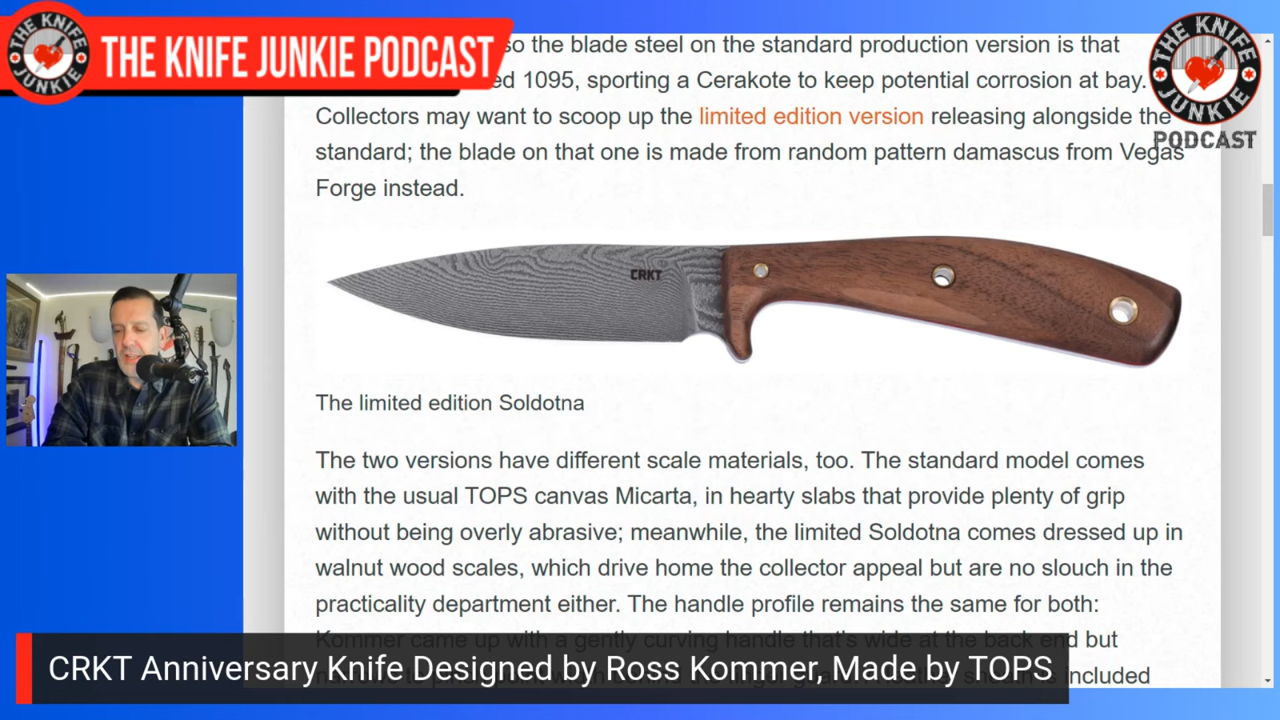 THE KNIFE JUNKIE
THE KNIFE JUNKIE PODCAST
THE KNIFE JUNKIE
PODCAST
so the blade steel on the standard production version is that
ed 1095, sporting a Cerakote to keep potential corrosion at bay.
Collectors may want to scoop up the limited edition version releasing alongside the
standard; the blade on that one is made from random pattern damascus from Vegas
Forge instead.
CRKT
The limited edition Soldotna
The two versions have different scale materials, too. The standard model comes
with the usual TOPS canvas Micarta, in hearty slabs that provide plenty of grip
without being overly abrasive; meanwhile, the limited Soldotna comes dressed up in
walnut wood scales, which drive home the collector appeal but are no slouch in the
practicality department either. The handle profile remains the same for both:
Kommer came up with a gently curving handle that's wide at the back end but
included
CRKT Anniversary Knife Designed by Ross Kommer, Made by TOPS